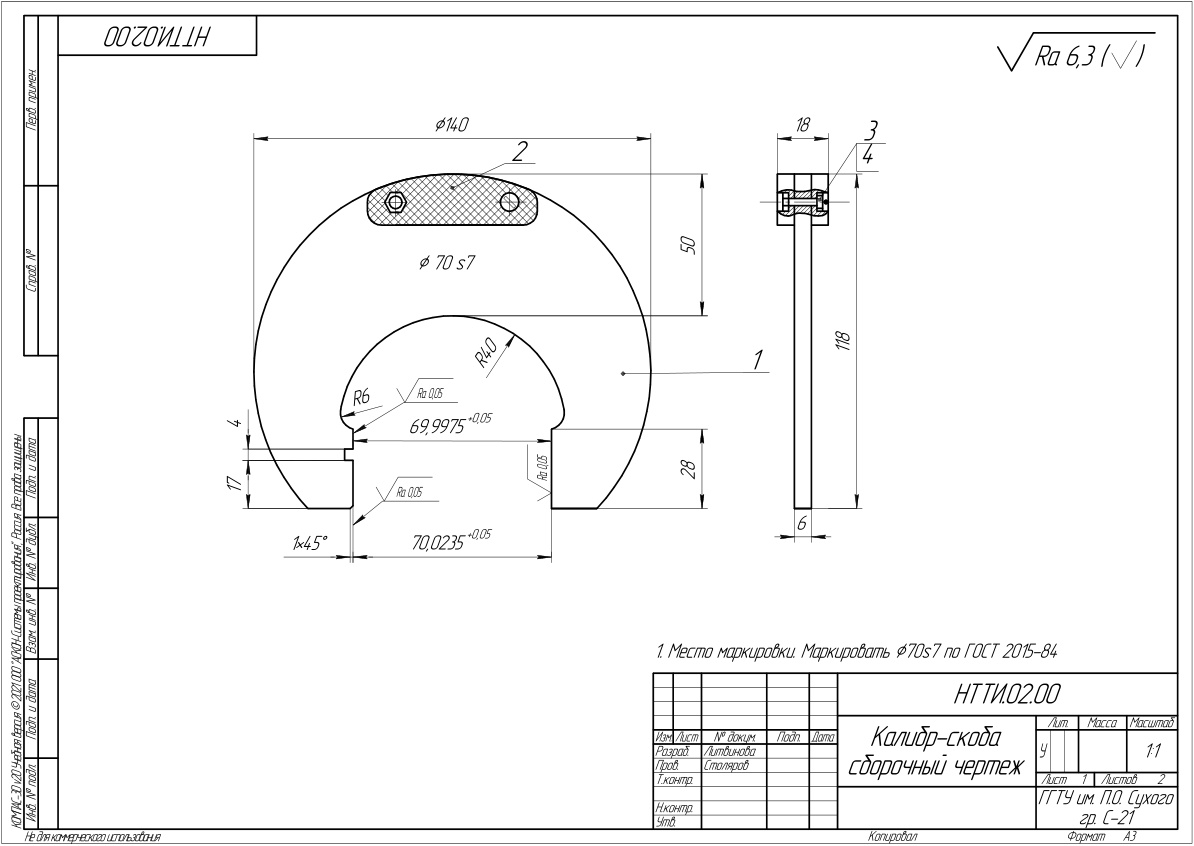 НТТИ.02.00
√ Ra 6,3 (√)
Перв. примен.
Справ. №
Подп. и дата
Инв. № дубл.
Взам. инв. №
Подп. и дата
Инв. № подл.
КОМПАС-3D v20 Учебная версия © 2021 ООО "АСКОН-Системы проектирования", Россия. Все права защищены.
⌀140
2
18
3
4
⌀ 70 s7
50
118
R40
1
R6
Ra 0,05
69,9975 +0,05
4
17
Ra 0,05
Ra 0,05
28
1×45°
70,0235 +0,05
6
1. Место маркировки. Маркировать ⌀70s7 по ГОСТ 2015-84
НТТИ.02.00
Изм. Лист № докум. Подп. Дата
Разраб. Литвинова
Пров. Столяров
Т.контр.
Н.контр.
Утв.
Калибр-скоба
сборочный чертеж
Лит. Масса Масштаб
У 1:1
Лист 1 Листов 2
ГГТУ им. П.О. Сухого
гр. С-21
Не для коммерческого использования
Копировал Формат А3